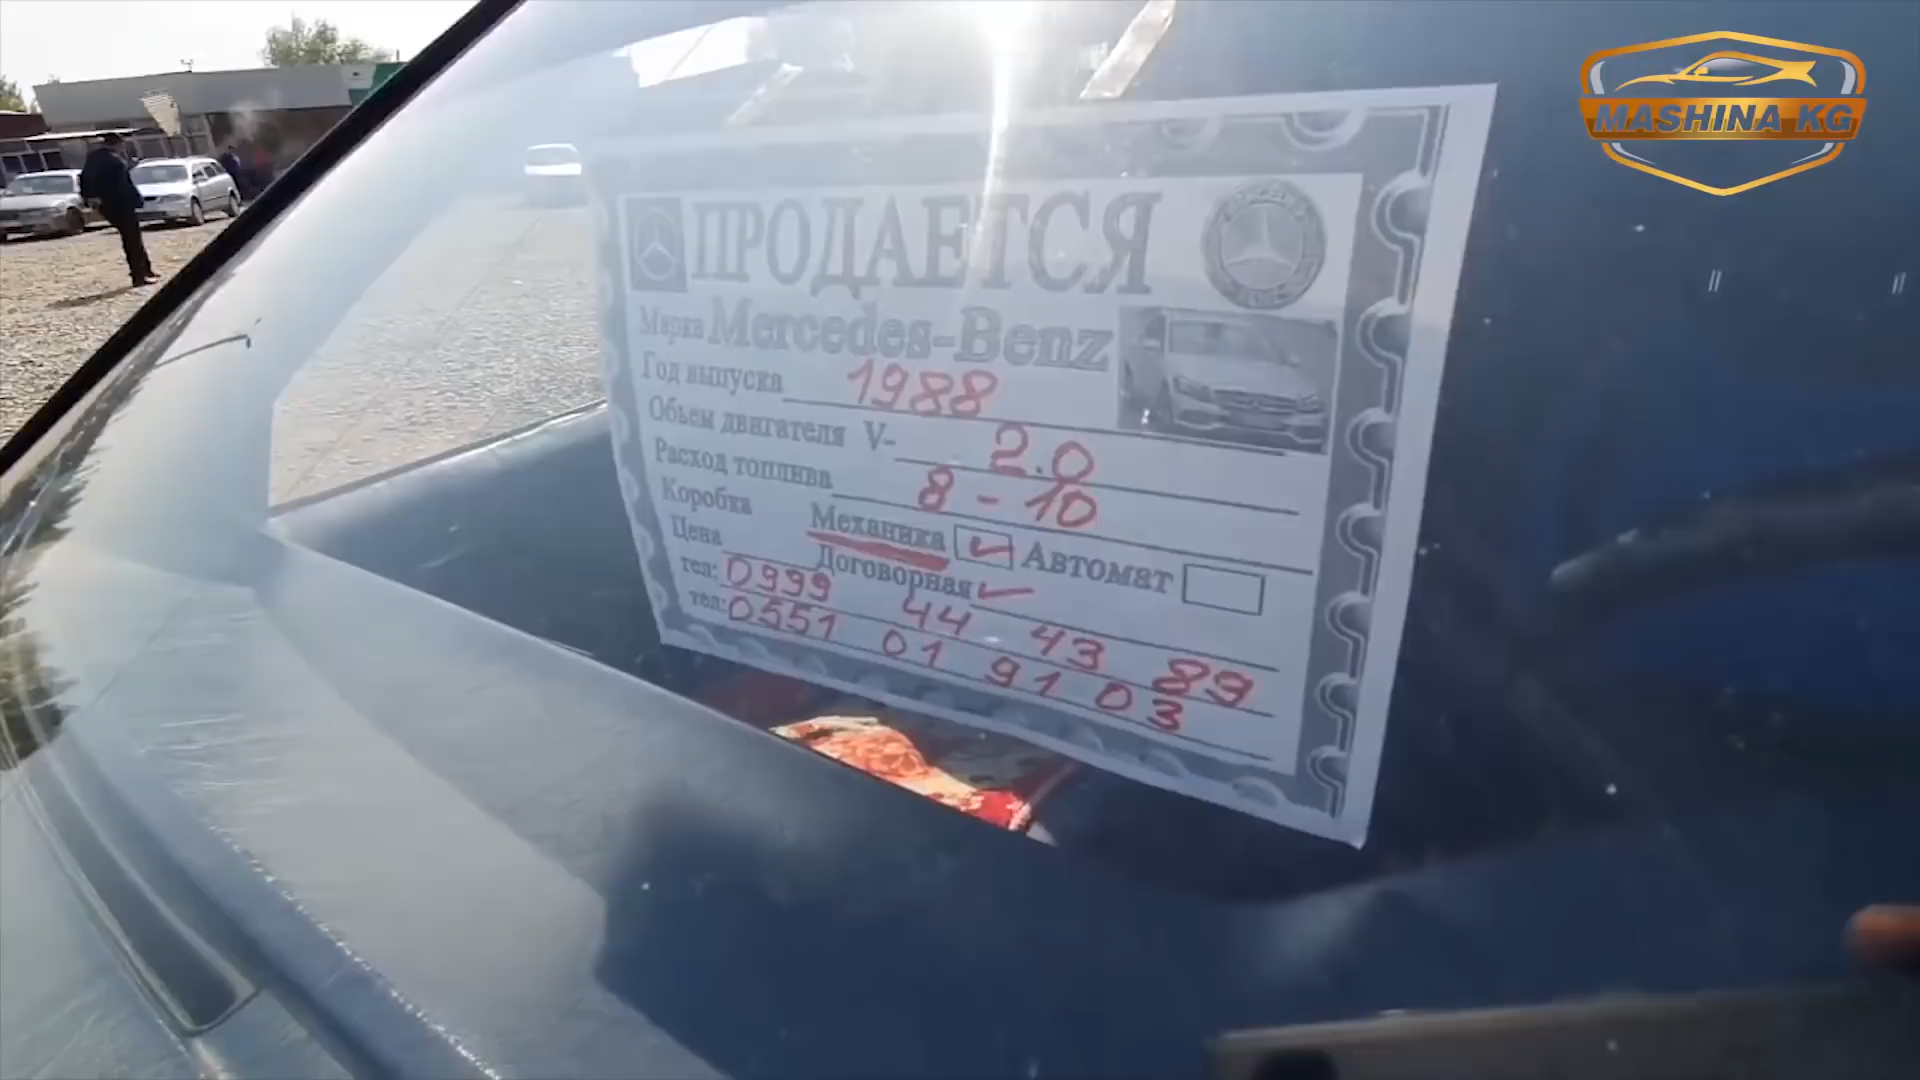 MASHINA KG
ПРОДАЕТСЯ
Марка Mercedes-Benz
Год выпуска 1988
Обьем двигателя V- 2.0
Расход топлива 8 - 10
Коробка Механика ✓ Автомат
Цена Договорная ✓
тел: 0999 44 43 89
тел: 0551 01 91 03